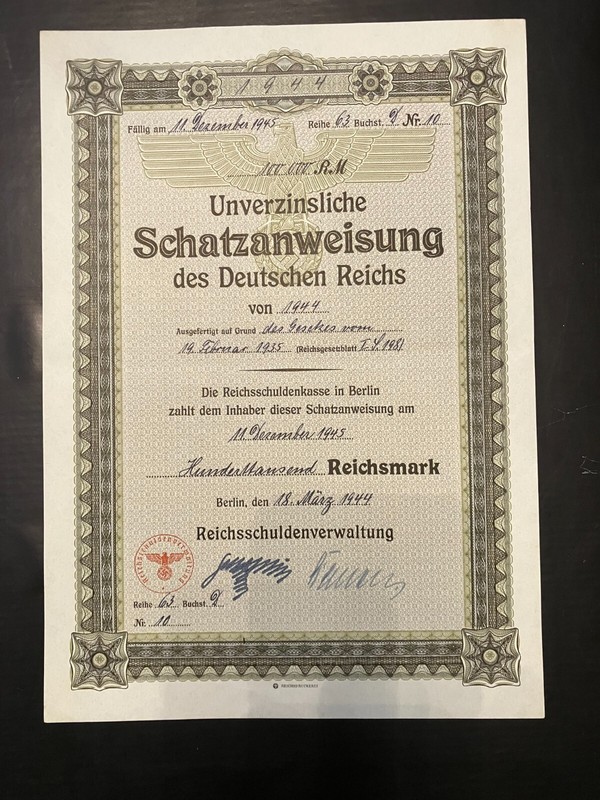 1944
Fällig am 11. Dezember 1945 Reihe 63 Buchst. D Nr. 10
100 000 RM
Unverzinsliche
Schatzanweisung
des Deutschen Reichs
von 1944
Ausgefertigt auf Grund des Gesetzes vom
19. Februar 1935 (Reichsgesetzblatt I. S. 198)
Die Reichsschuldenkasse in Berlin
zahlt dem Inhaber dieser Schatzanweisung am
11. Dezember 1945
Hunderttausend Reichsmark
Berlin, den 18. März 1944
Reichsschuldenverwaltung
Reichsschuldenverwaltung
Reihe 63 Buchst. D
Nr. 10